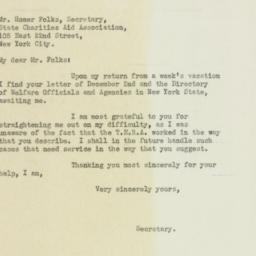 Mr. Homer Folks, Secretary,
State Charities Aid Association,
105 East 22nd Street,
New York City.
My dear Mr. Folks:
Upon my return from a week's vacation
I find your letter of December 2nd and the Directory
of Welfare Officials and Agencies in New York State,
awaiting me.
I am most grateful to you for
straightening me out on my difficulty, as I was
unaware of the fact that the T.E.R.A. worked in the way
that you describe. I shall in the future handle such
cases that need service in the way that you suggest.
Thanking you most sincerely for your
help, I am,
Very sincerely yours,
Secretary.